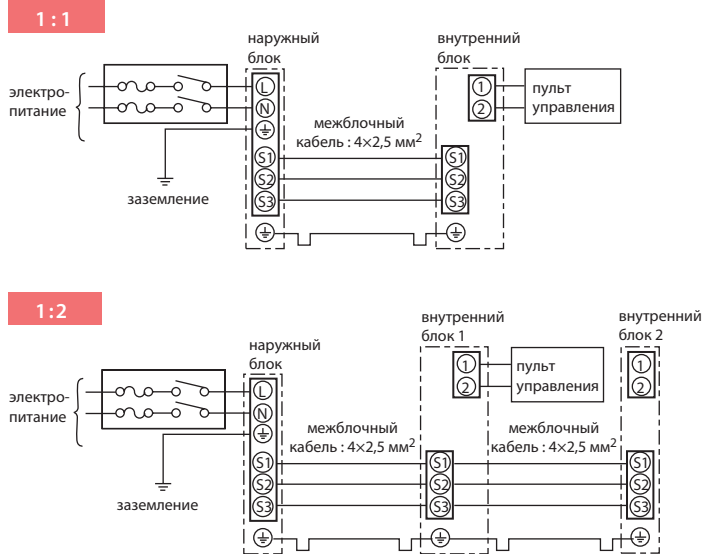 1:1
наружный
блок
внутренний
блок
электро-
питание
L
N
1
2
пульт
управления
межблочный
кабель : 4×2,5 мм²
S1
S2
S3
S1
S2
S3
заземление
1:2
наружный
блок
внутренний
блок 1
внутренний
блок 2
электро-
питание
L
N
1
2
пульт
управления
1
2
межблочный
кабель : 4×2,5 мм²
межблочный
кабель : 4×2,5 мм²
S1
S2
S3
S1
S2
S3
S1
S2
S3
заземление